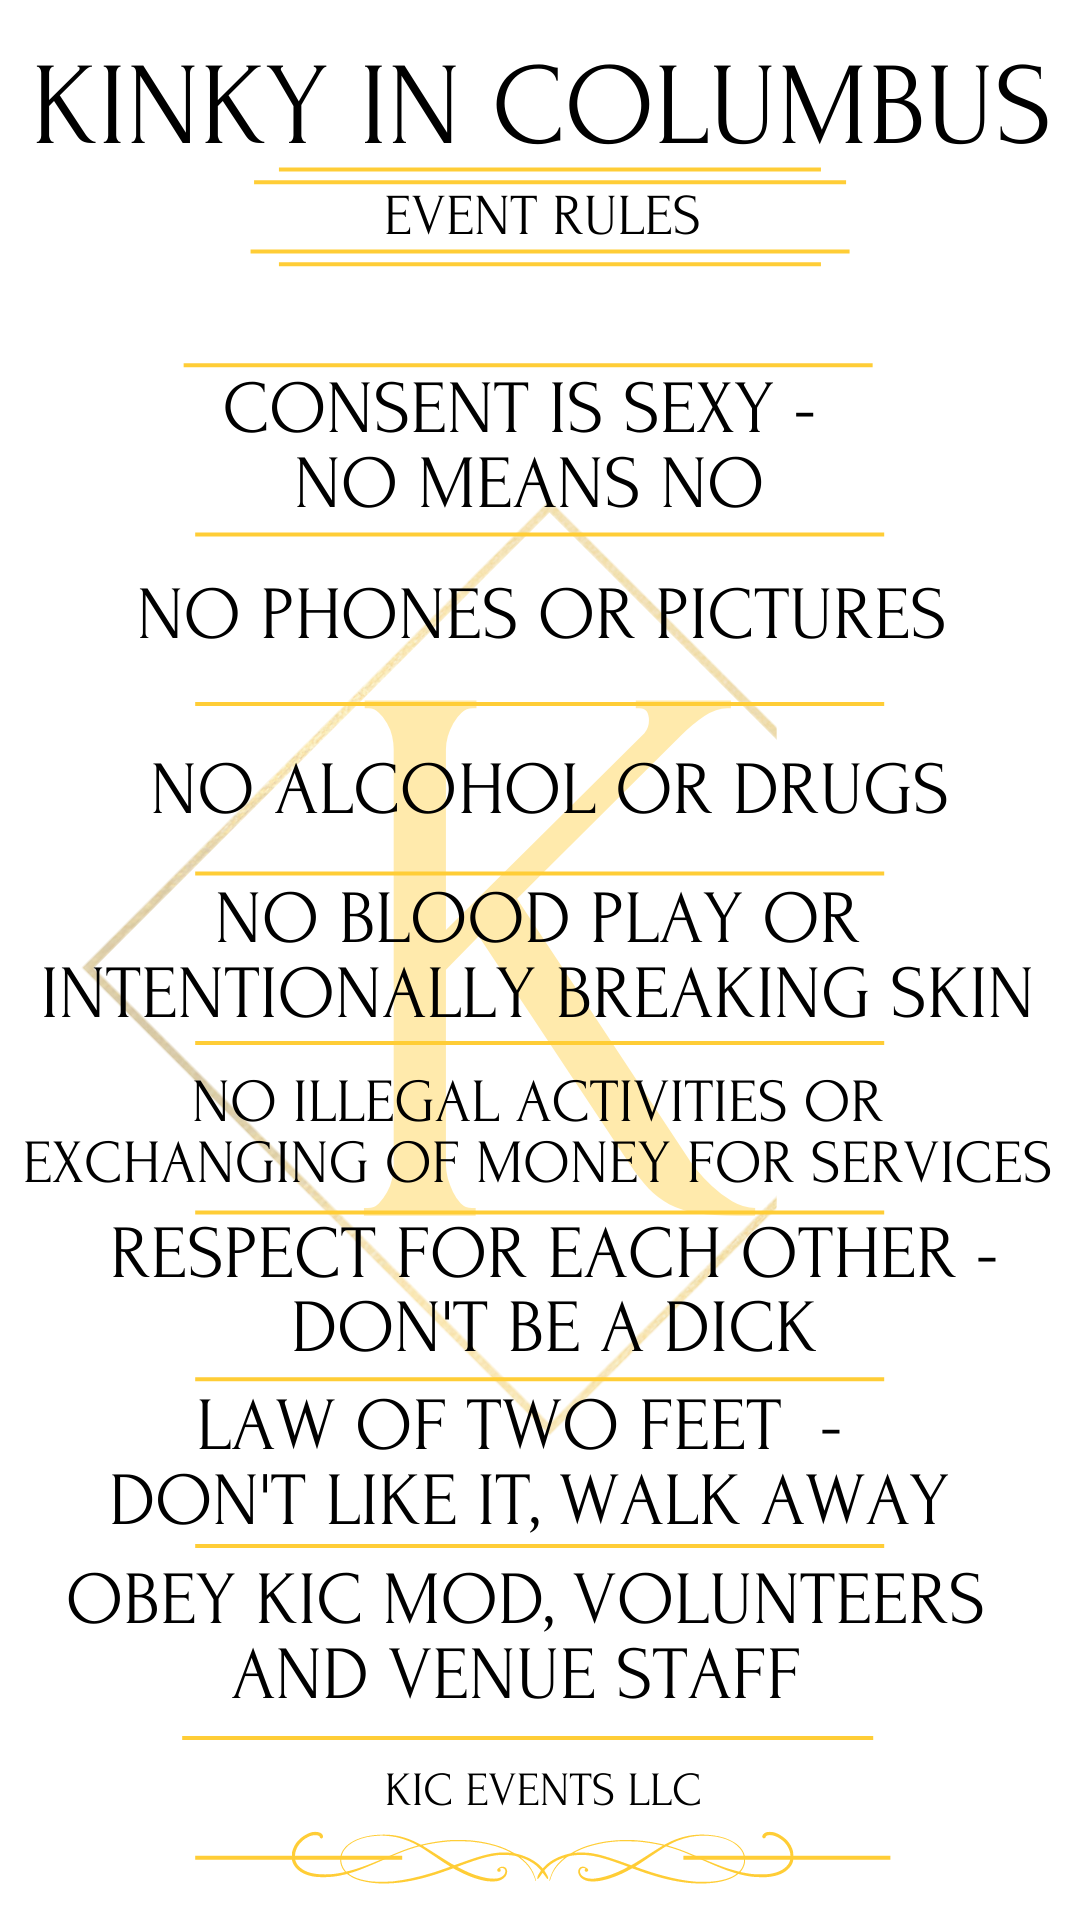 KINKY IN COLUMBUS
EVENT RULES
CONSENT IS SEXY -
NO MEANS NO
NO PHONES OR PICTURES
NO ALCOHOL OR DRUGS
NO BLOOD PLAY OR
INTENTIONALLY BREAKING SKIN
NO ILLEGAL ACTIVITIES OR
EXCHANGING OF MONEY FOR SERVICES
RESPECT FOR EACH OTHER -
DON'T BE A DICK
LAW OF TWO FEET -
DON'T LIKE IT, WALK AWAY
OBEY KIC MOD, VOLUNTEERS
AND VENUE STAFF
KIC EVENTS LLC
K